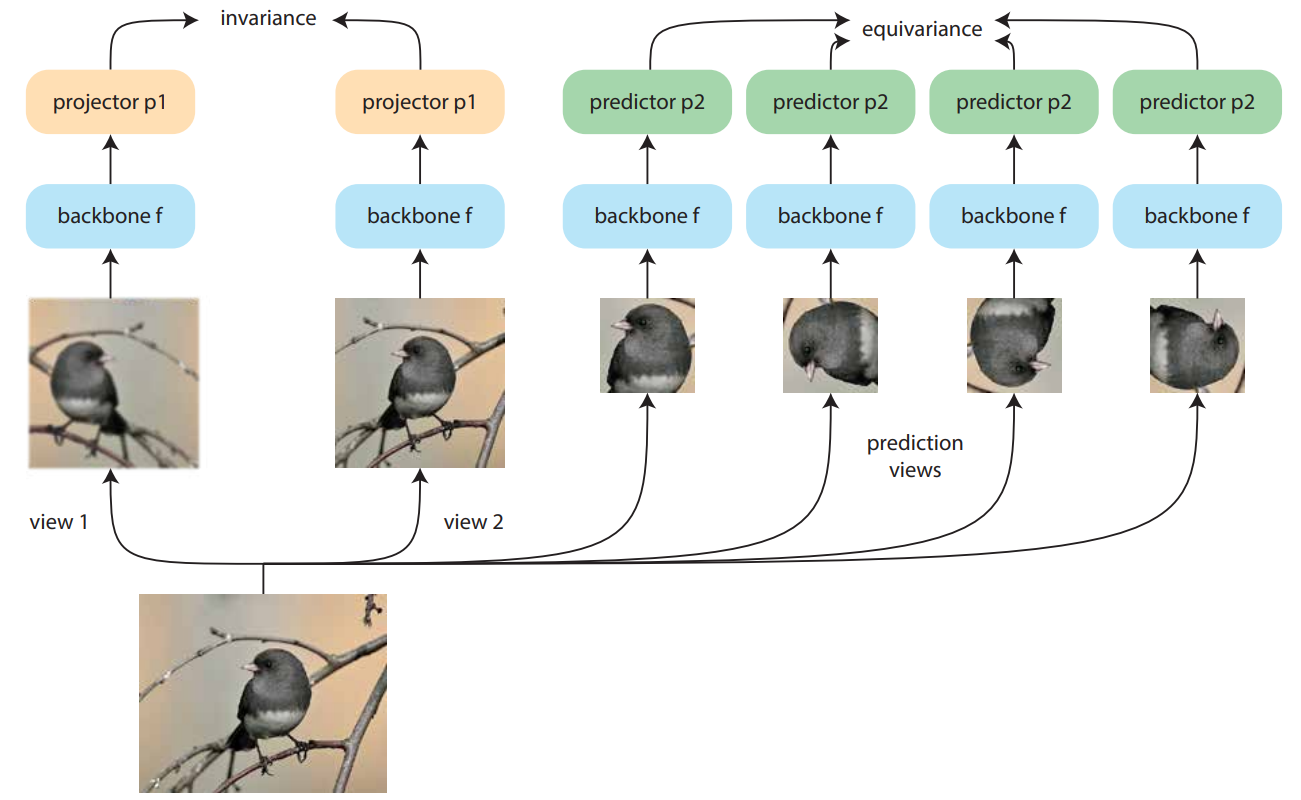 invariance
equivariance
projector p1
projector p1
predictor p2
predictor p2
predictor p2
predictor p2
backbone f
backbone f
backbone f
backbone f
backbone f
backbone f
prediction
views
view 1
view 2